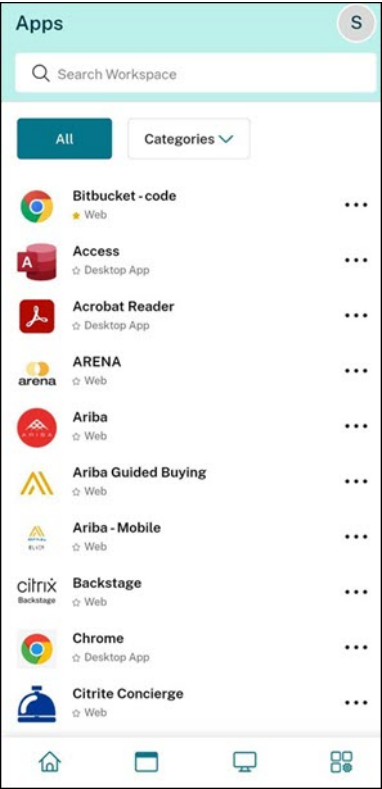 Apps
S
Search Workspace
All
Categories
Bitbucket - code
Web
Access
A
Desktop App
Acrobat Reader
Desktop App
ARENA
arena
Web
Ariba
ARIBA
Web
Ariba Guided Buying
Web
Ariba - Mobile
Web
Backstage
citrix
Backstage
Web
Chrome
Desktop App
Citrite Concierge
Web